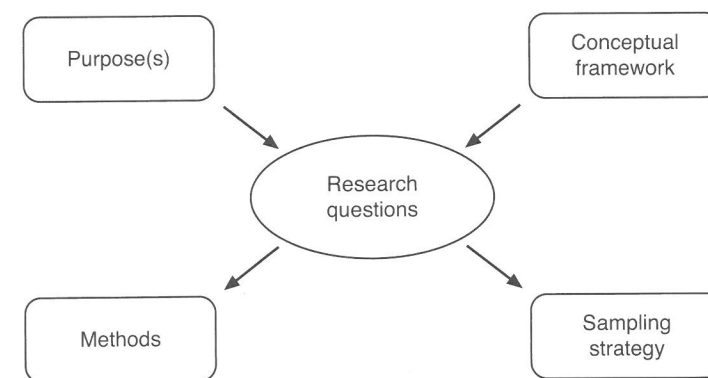 Purpose(s)
Conceptual
framework
Research
questions
Methods
Sampling
strategy